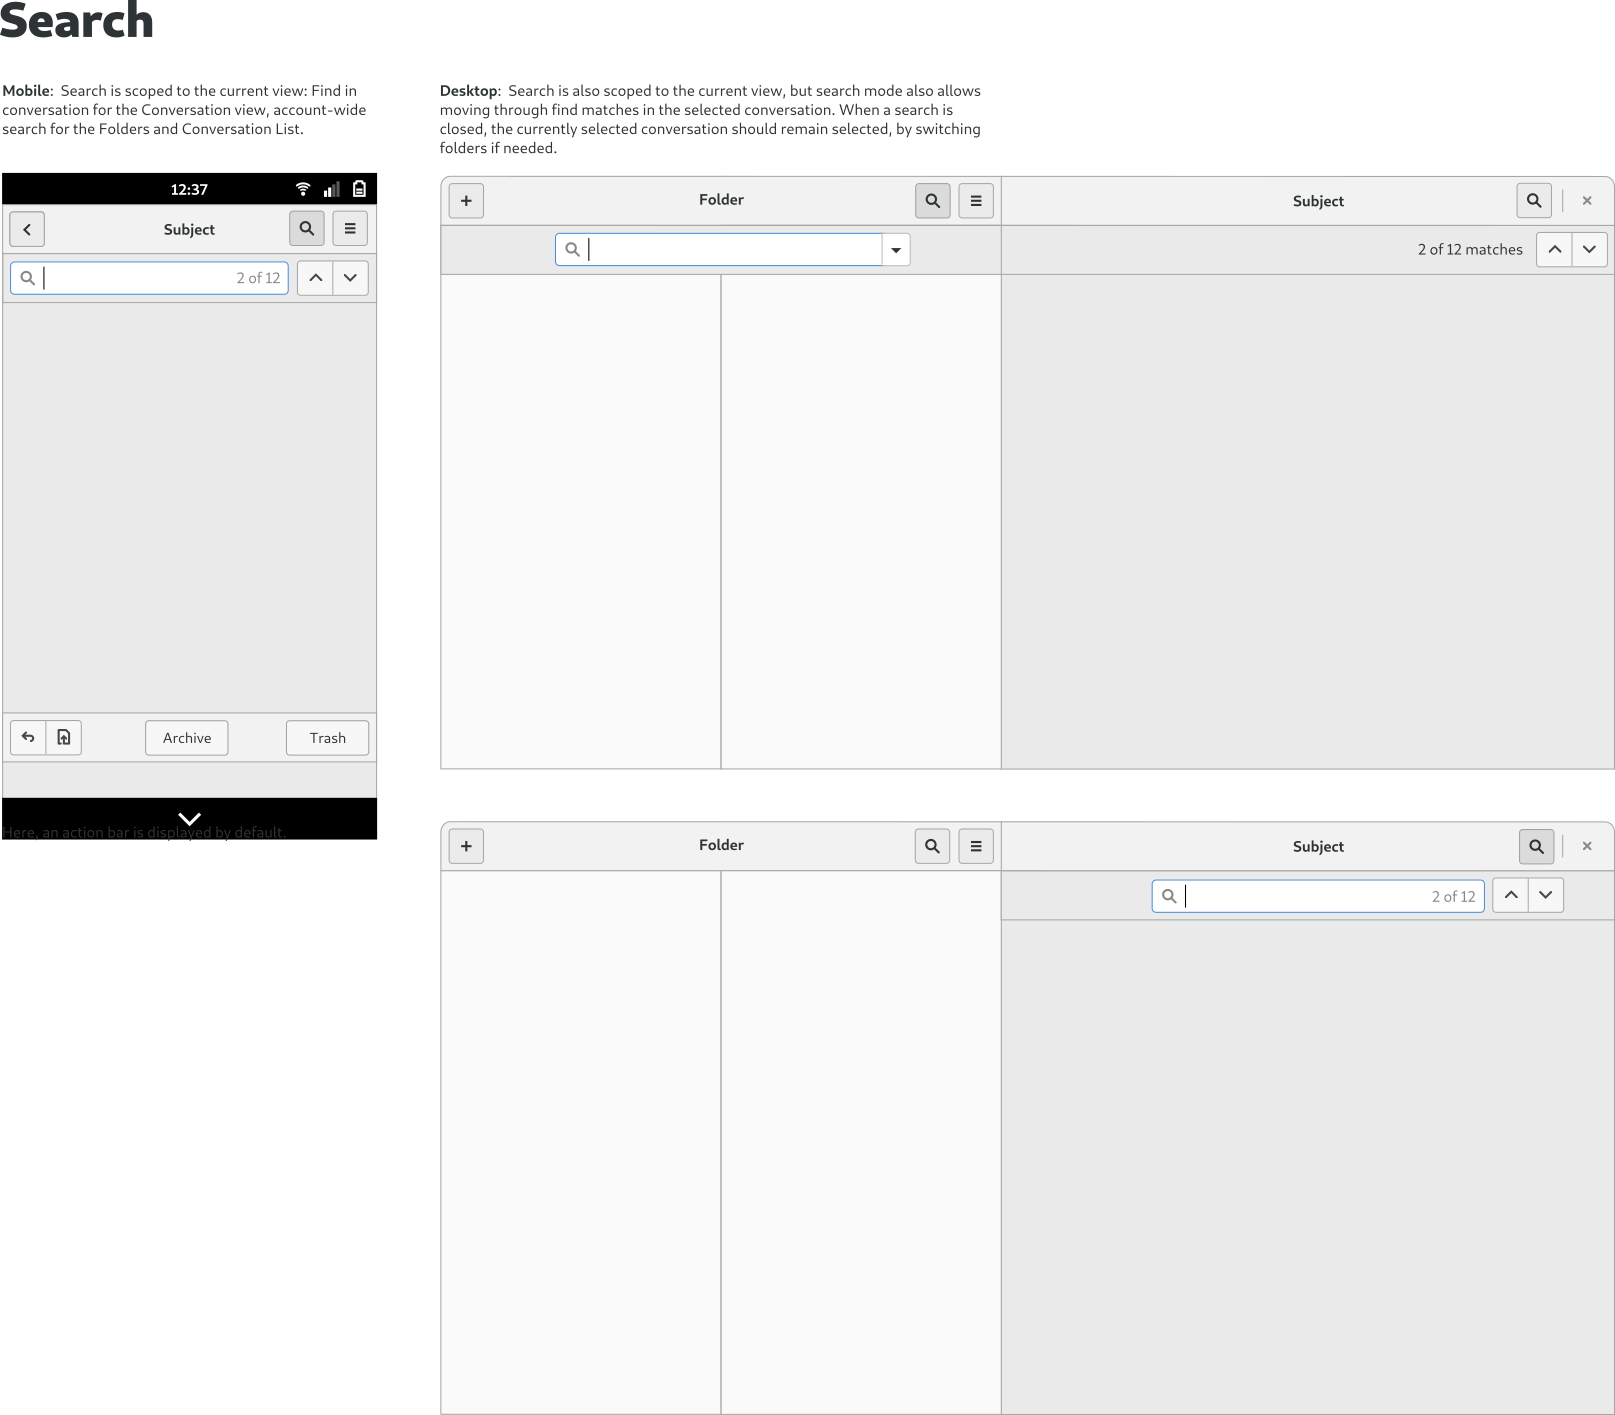 Search
Mobile:  Search is scoped to the current view: Find in
conversation for the Conversation view, account-wide
search for the Folders and Conversation List.
12:37
Subject
2 of 12
Archive
Trash
Here, an action bar is displayed by default.
Desktop:  Search is also scoped to the current view, but search mode also allows
moving through find matches in the selected conversation. When a search is
closed, the currently selected conversation should remain selected, by switching
folders if needed.
Folder
Subject
2 of 12 matches
Folder
Subject
2 of 12